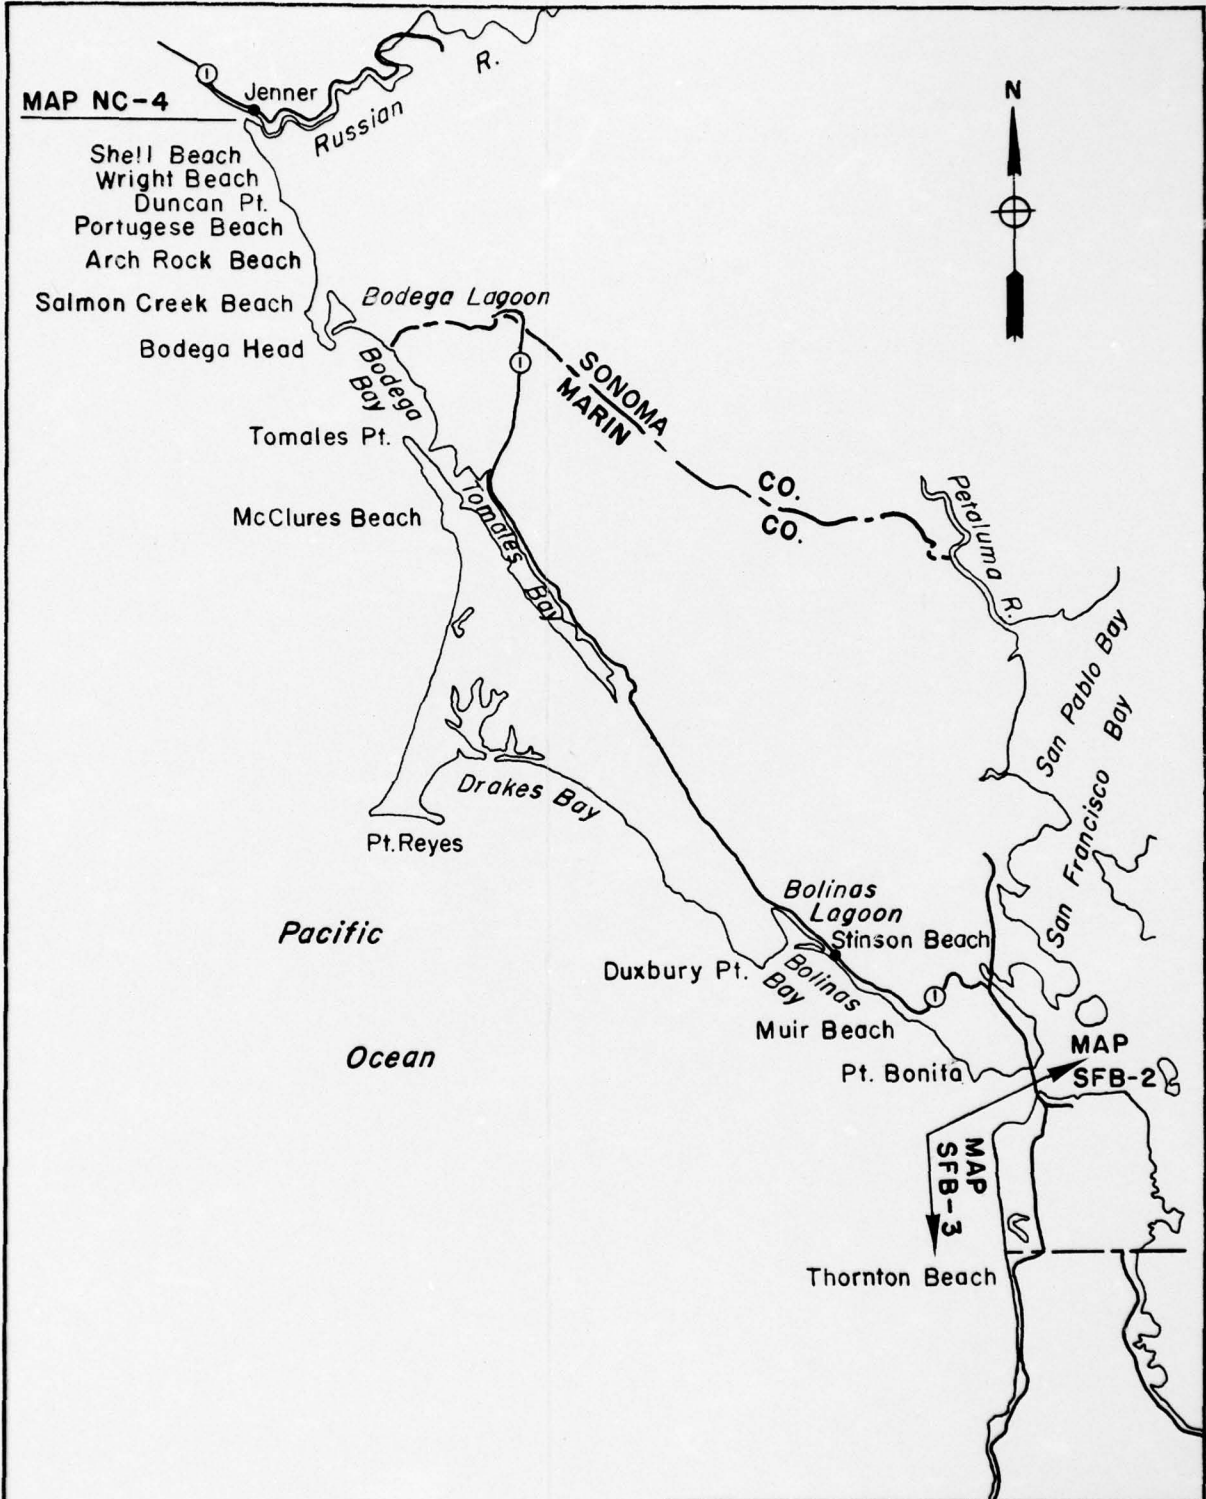 R.
1
Jenner
MAP NC-4
Russian
N
Shell Beach
Wright Beach
Duncan Pt.
Portugese Beach
Arch Rock Beach
Salmon Creek Beach
Bodega Lagoon
Bodega Head
1
Bodega
Bay
SONOMA
MARIN
Tomales Pt.
CO.
CO.
McClures Beach
Tomales Bay
Petaluma R.
San Pablo Bay
San Francisco Bay
Drakes Bay
Pt. Reyes
Bolinas
Lagoon
Pacific
Stinson Beach
Duxbury Pt.
Bolinas
Bay
1
Muir Beach
Ocean
MAP
SFB-2
Pt. Bonita
MAP
SFB-3
Thornton Beach